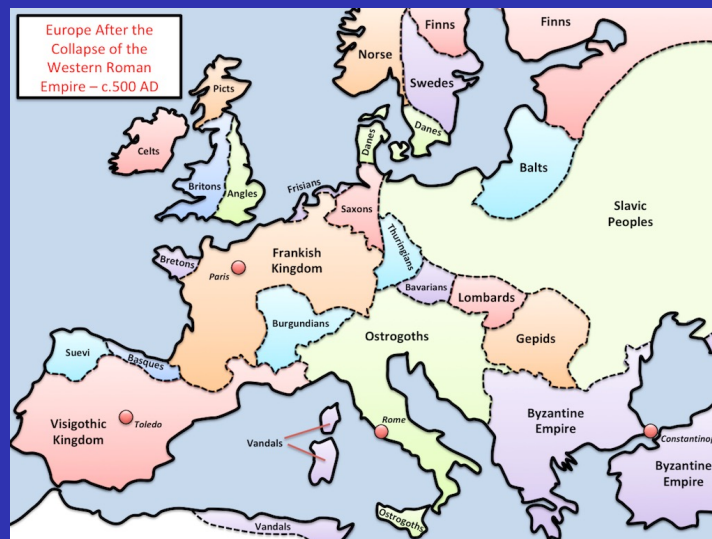 Europe After the
Collapse of the
Western Roman
Empire – c.500 AD
Finns
Finns
Norse
Swedes
Picts
Danes
Danes
Celts
Balts
Britons
Angles
Frisians
Saxons
Slavic
Peoples
Thuringians
Bretons
Paris
Frankish
Kingdom
Bavarians
Lombards
Burgundians
Ostrogoths
Gepids
Suevi
Basques
Visigothic
Kingdom
Toledo
Vandals
Rome
Byzantine
Empire
Constantinop
Byzantine
Empire
Ostrogoths
Vandals